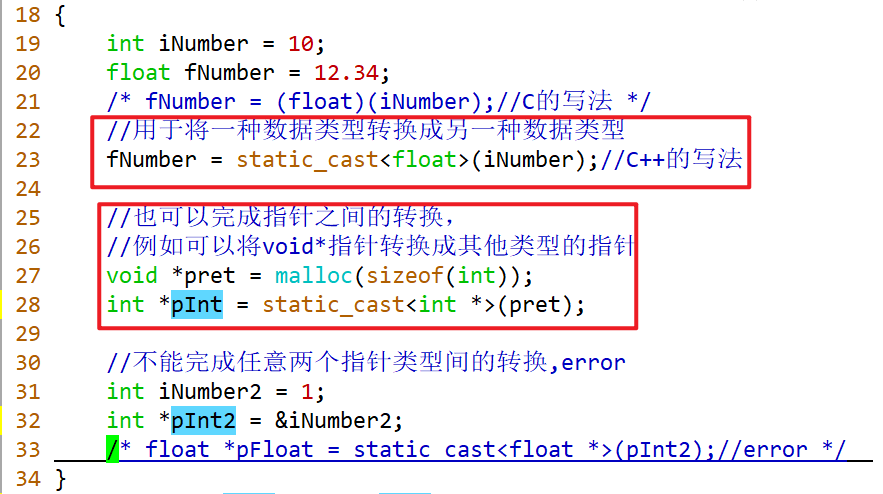 18 {
19 int iNumber = 10;
20 float fNumber = 12.34;
21 /* fNumber = (float)(iNumber);//C的写法 */
22 //用于将一种数据类型转换成另一种数据类型
23 fNumber = static_cast<float>(iNumber);//C++的写法
24
25 //也可以完成指针之间的转换,
26 //例如可以将void*指针转换成其他类型的指针
27 void *pret = malloc(sizeof(int));
28 int *pInt = static_cast<int *>(pret);
29
30 //不能完成任意两个指针类型间的转换,error
31 int iNumber2 = 1;
32 int *pInt2 = &iNumber2;
33 /* float *pFloat = static_cast<float *>(pInt2);//error */
34 }